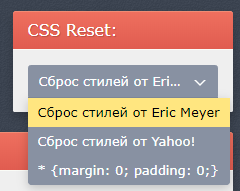 CSS Reset:
Сброс стилей от Eri...
Сброс стилей от Eric Meyer
Сброс стилей от Yahoo!
* {margin: 0; padding: 0;}